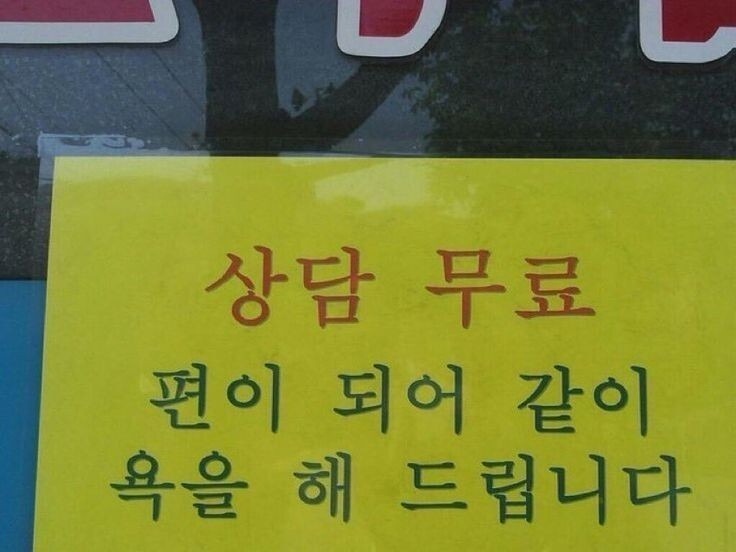 상담 무료
편이 되어 같이
욕을 해 드립니다